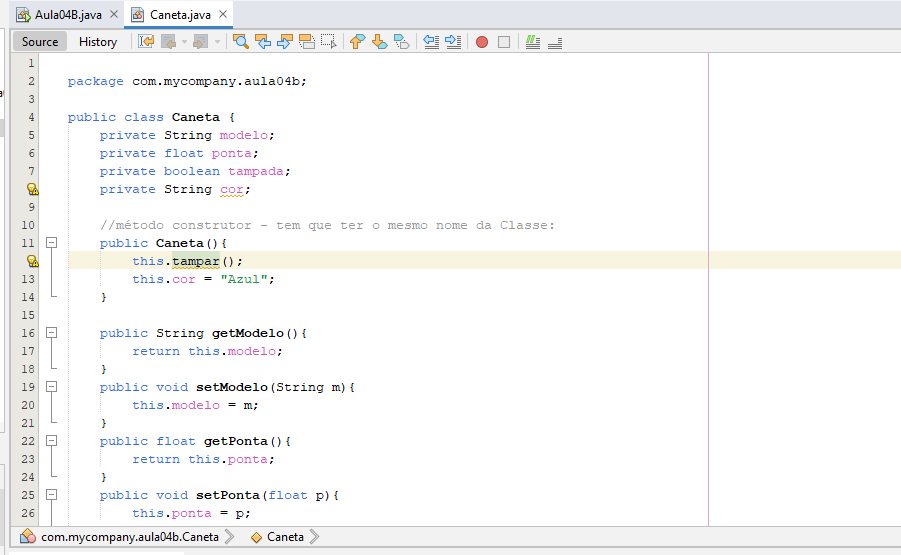 Aula04B.java Caneta.java
Source History
1
2 package com.mycompany.aula04b;
3
4 public class Caneta {
5 private String modelo;
6 private float ponta;
7 private boolean tampada;
private String cor;
9
10 //método construtor - tem que ter o mesmo nome da Classe:
11 public Caneta(){
this.tampar();
13 this.cor = "Azul";
14 }
15
16 public String getModelo(){
17 return this.modelo;
18 }
19 public void setModelo(String m){
20 this.modelo = m;
21 }
22 public float getPonta(){
23 return this.ponta;
24 }
25 public void setPonta(float p){
26 this.ponta = p;
com.mycompany.aula04b.Caneta Caneta